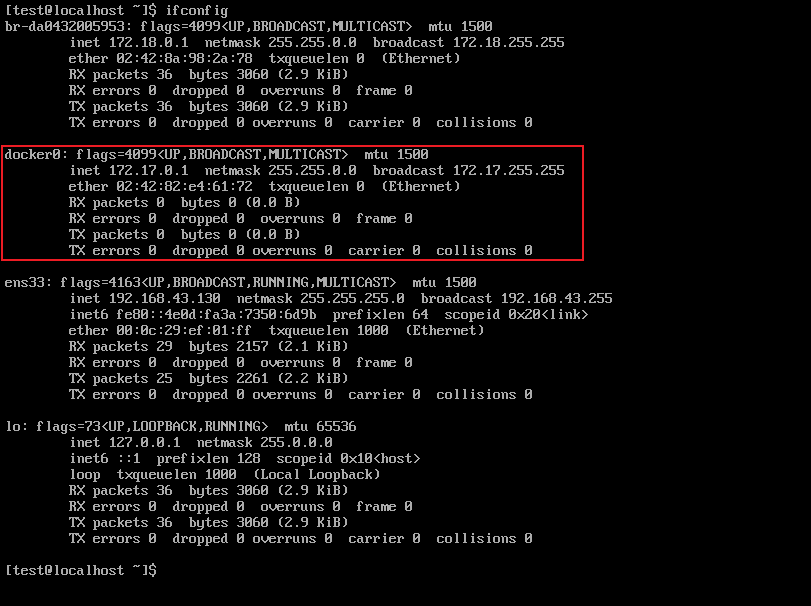 [test@localhost ~]$ ifconfig
br-da0432005953: flags=4099<UP,BROADCAST,MULTICAST>  mtu 1500
        inet 172.18.0.1  netmask 255.255.0.0  broadcast 172.18.255.255
        ether 02:42:8a:98:2a:78  txqueuelen 0  (Ethernet)
        RX packets 36  bytes 3060 (2.9 KiB)
        RX errors 0  dropped 0  overruns 0  frame 0
        TX packets 36  bytes 3060 (2.9 KiB)
        TX errors 0  dropped 0 overruns 0  carrier 0  collisions 0

docker0: flags=4099<UP,BROADCAST,MULTICAST>  mtu 1500
        inet 172.17.0.1  netmask 255.255.0.0  broadcast 172.17.255.255
        ether 02:42:82:e4:61:72  txqueuelen 0  (Ethernet)
        RX packets 0  bytes 0 (0.0 B)
        RX errors 0  dropped 0  overruns 0  frame 0
        TX packets 0  bytes 0 (0.0 B)
        TX errors 0  dropped 0 overruns 0  carrier 0  collisions 0

ens33: flags=4163<UP,BROADCAST,RUNNING,MULTICAST>  mtu 1500
        inet 192.168.43.130  netmask 255.255.255.0  broadcast 192.168.43.255
        inet6 fe80::4e0d:fa3a:7350:6d9b  prefixlen 64  scopeid 0x20<link>
        ether 00:0c:29:ef:01:ff  txqueuelen 1000  (Ethernet)
        RX packets 29  bytes 2157 (2.1 KiB)
        RX errors 0  dropped 0  overruns 0  frame 0
        TX packets 25  bytes 2261 (2.2 KiB)
        TX errors 0  dropped 0 overruns 0  carrier 0  collisions 0

lo: flags=73<UP,LOOPBACK,RUNNING>  mtu 65536
        inet 127.0.0.1  netmask 255.0.0.0
        inet6 ::1  prefixlen 128  scopeid 0x10<host>
        loop  txqueuelen 1000  (Local Loopback)
        RX packets 36  bytes 3060 (2.9 KiB)
        RX errors 0  dropped 0  overruns 0  frame 0
        TX packets 36  bytes 3060 (2.9 KiB)
        TX errors 0  dropped 0 overruns 0  carrier 0  collisions 0

[test@localhost ~]$